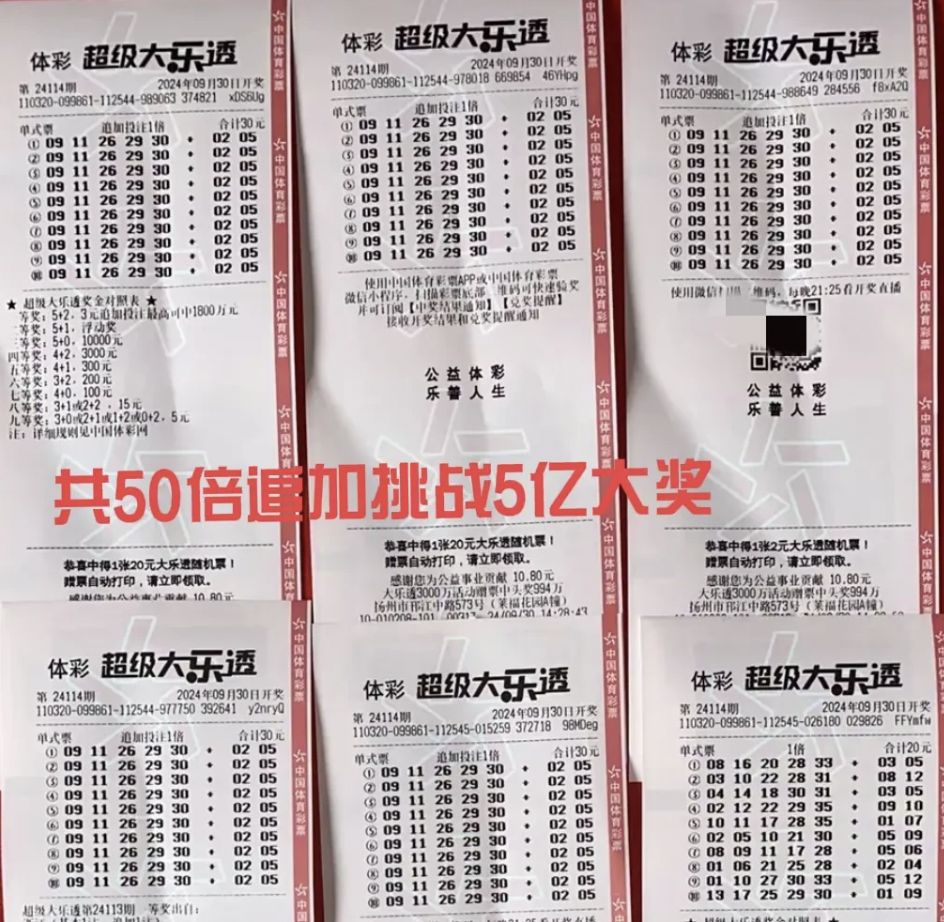 体彩 超级大乐透
第 24114期 2024年09月30日开奖
110320-099861-112544-989063 374821 xDS6Ug
单式票 追加投注1倍 合计30元
① 09 11 26 29 30 + 02 05
② 09 11 26 29 30 + 02 05
③ 09 11 26 29 30 + 02 05
④ 09 11 26 29 30 + 02 05
⑤ 09 11 26 29 30 + 02 05
⑥ 09 11 26 29 30 + 02 05
⑦ 09 11 26 29 30 + 02 05
⑧ 09 11 26 29 30 + 02 05
⑨ 09 11 26 29 30 + 02 05
⑩ 09 11 26 29 30 + 02 05
★ 超级大乐透奖金对照表 ★
一等奖：5+2，3元追加投注最高可中1800万元
二等奖：5+1，浮动奖
三等奖：5+0，10000元
四等奖：4+2，3000元
五等奖：4+1，300元
六等奖：3+2，200元
七等奖：4+0，100元
八等奖：3+1或2+2 ，15元
九等奖：3+0或2+1或1+2或0+2，5元
注：详细规则见中国体彩网
恭喜中得1张20元大乐透随机票！
赠票自动打印，请立即领取。
感谢您为公益事业贡献 10.80元
中国体育彩票
体彩 超级大乐透
第 24114期 2024年09月30日开奖
110320-099861-112544-978018 669854 46YHpg
单式票 追加投注1倍 合计30元
① 09 11 26 29 30 + 02 05
② 09 11 26 29 30 + 02 05
③ 09 11 26 29 30 + 02 05
④ 09 11 26 29 30 + 02 05
⑤ 09 11 26 29 30 + 02 05
⑥ 09 11 26 29 30 + 02 05
⑦ 09 11 26 29 30 + 02 05
⑧ 09 11 26 29 30 + 02 05
⑨ 09 11 26 29 30 + 02 05
⑩ 09 11 26 29 30 + 02 05
使用中国体育彩票APP或中国体育彩票
微信小程序，扫描彩票底部二维码可快速验奖
并可订阅【中奖结果通知】【兑奖提醒】
接收开奖结果和兑奖提醒通知
公益体彩
乐善人生
恭喜中得1张20元大乐透随机票！
赠票自动打印，请立即领取。
感谢您为公益事业贡献 10.80元
大乐透3000万活动赠票中头奖994万
扬州市邗江中路573号（莱福花园A幢）
中国体育彩票
体彩 超级大乐透
第 24114期 2024年09月30日开奖
110320-099861-112544-988649 284556 f8xA2Q
单式票 追加投注1倍 合计30元
① 09 11 26 29 30 + 02 05
② 09 11 26 29 30 + 02 05
③ 09 11 26 29 30 + 02 05
④ 09 11 26 29 30 + 02 05
⑤ 09 11 26 29 30 + 02 05
⑥ 09 11 26 29 30 + 02 05
⑦ 09 11 26 29 30 + 02 05
⑧ 09 11 26 29 30 + 02 05
⑨ 09 11 26 29 30 + 02 05
⑩ 09 11 26 29 30 + 02 05
使用微信 维码，每晚21:25看开奖直播
公益体彩
乐善人生
恭喜中得1张2元大乐透随机票！
赠票自动打印，请立即领取。
感谢您为公益事业贡献 10.80元
大乐透3000万活动赠票中头奖994万
扬州市邗江中路573号（莱福花园A幢）
中国体育彩票
共50倍追加挑战5亿大奖
体彩 超级大乐透
第 24114期 2024年09月30日开奖
110320-099861-112544-977750 392641 y2nryQ
单式票 追加投注1倍 合计30元
① 09 11 26 29 30 + 02 05
② 09 11 26 29 30 + 02 05
③ 09 11 26 29 30 + 02 05
④ 09 11 26 29 30 + 02 05
⑤ 09 11 26 29 30 + 02 05
⑥ 09 11 26 29 30 + 02 05
⑦ 09 11 26 29 30 + 02 05
⑧ 09 11 26 29 30 + 02 05
⑨ 09 11 26 29 30 + 02 05
⑩ 09 11 26 29 30 + 02 05
超级大乐透第24113期 一等奖出自：
中国体育彩票
体彩 超级大乐透
第 24114期 2024年09月30日开奖
110320-099861-112545-015259 372718 98MDeg
单式票 追加投注1倍 合计30元
① 09 11 26 29 30 + 02 05
② 09 11 26 29 30 + 02 05
③ 09 11 26 29 30 + 02 05
④ 09 11 26 29 30 + 02 05
⑤ 09 11 26 29 30 + 02 05
⑥ 09 11 26 29 30 + 02 05
⑦ 09 11 26 29 30 + 02 05
⑧ 09 11 26 29 30 + 02 05
⑨ 09 11 26 29 30 + 02 05
⑩ 09 11 26 29 30 + 02 05
中国体育彩票
体彩 超级大乐透
第 24114期 2024年09月30日开奖
110320-099861-112545-026180 029826 FFYmfw
单式票 1倍 合计20元
① 08 16 20 28 33 + 03 05
② 03 10 22 28 31 + 08 12
③ 04 14 18 30 31 + 03 05
④ 02 12 22 29 35 + 09 10
⑤ 10 11 17 28 35 + 01 07
⑥ 02 05 10 21 30 + 05 09
⑦ 08 09 11 17 28 + 05 06
⑧ 01 06 21 25 28 + 02 04
⑨ 01 10 27 30 33 + 05 12
⑩ 13 17 25 29 30 + 01 09